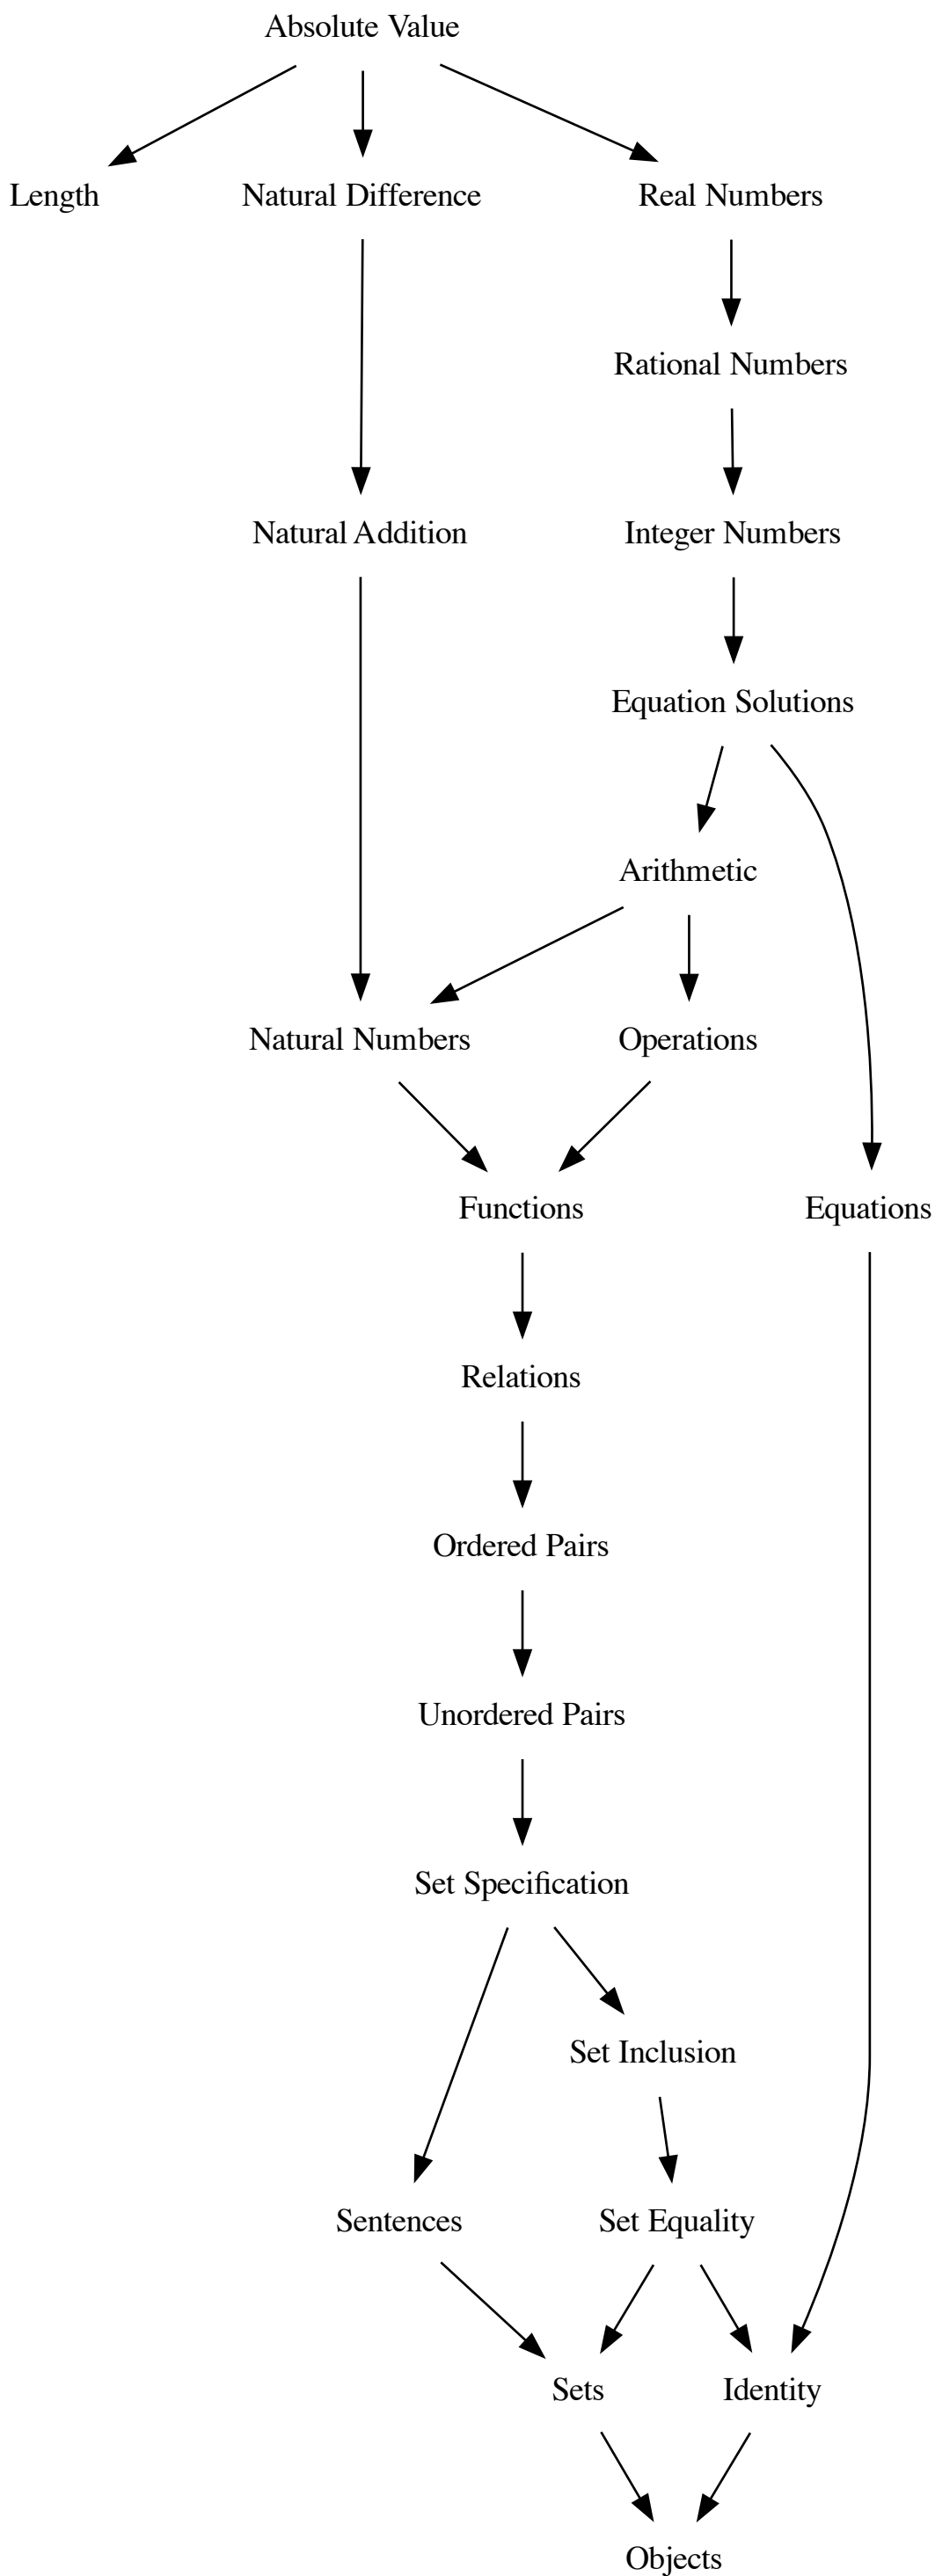 Absolute Value
Length
Natural Difference
Real Numbers
Rational Numbers
Natural Addition
Integer Numbers
Equation Solutions
Arithmetic
Natural Numbers
Operations
Functions
Equations
Relations
Ordered Pairs
Unordered Pairs
Set Specification
Set Inclusion
Sentences
Set Equality
Sets
Identity
Objects